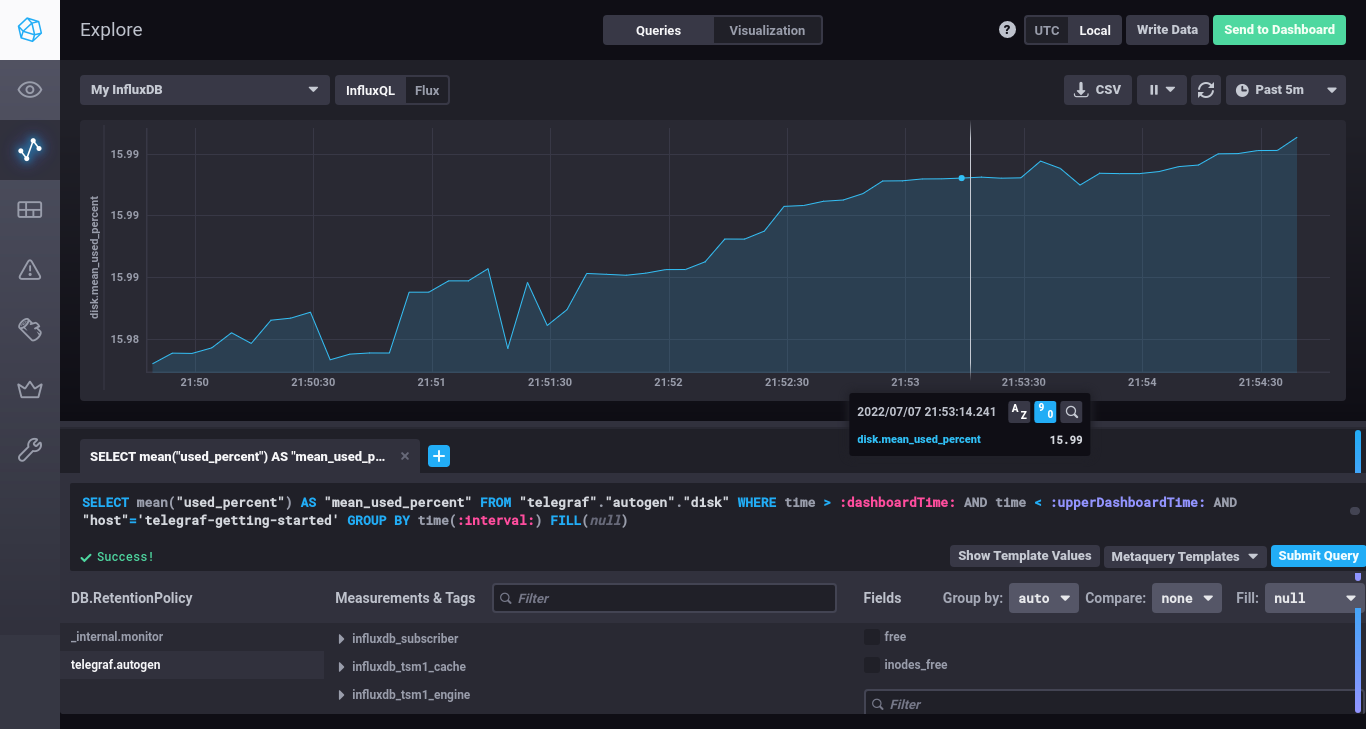 Explore
Queries
Visualization
?
UTC
Local
Write Data
Send to Dashboard
My InfluxDB
InfluxQL
Flux
CSV
Past 5m
disk.mean_used_percent
15.99
15.99
15.99
15.98
21:50
21:50:30
21:51
21:51:30
21:52
21:52:30
21:53
21:53:30
21:54
21:54:30
2022/07/07 21:53:14.241
A Z
9 0
disk.mean_used_percent 15.99
SELECT mean("used_percent") AS "mean_used_p...
SELECT mean("used_percent") AS "mean_used_percent" FROM "telegraf"."autogen"."disk" WHERE time > :dashboardTime: AND time < :upperDashboardTime: AND
"host"='telegraf-getting-started' GROUP BY time(:interval:) FILL(null)
Success!
Show Template Values
Metaquery Templates
Submit Query
DB.RetentionPolicy
Measurements & Tags
Filter
Fields
Group by:
auto
Compare:
none
Fill:
null
_internal.monitor
telegraf.autogen
influxdb_subscriber
influxdb_tsm1_cache
influxdb_tsm1_engine
free
inodes_free
Filter